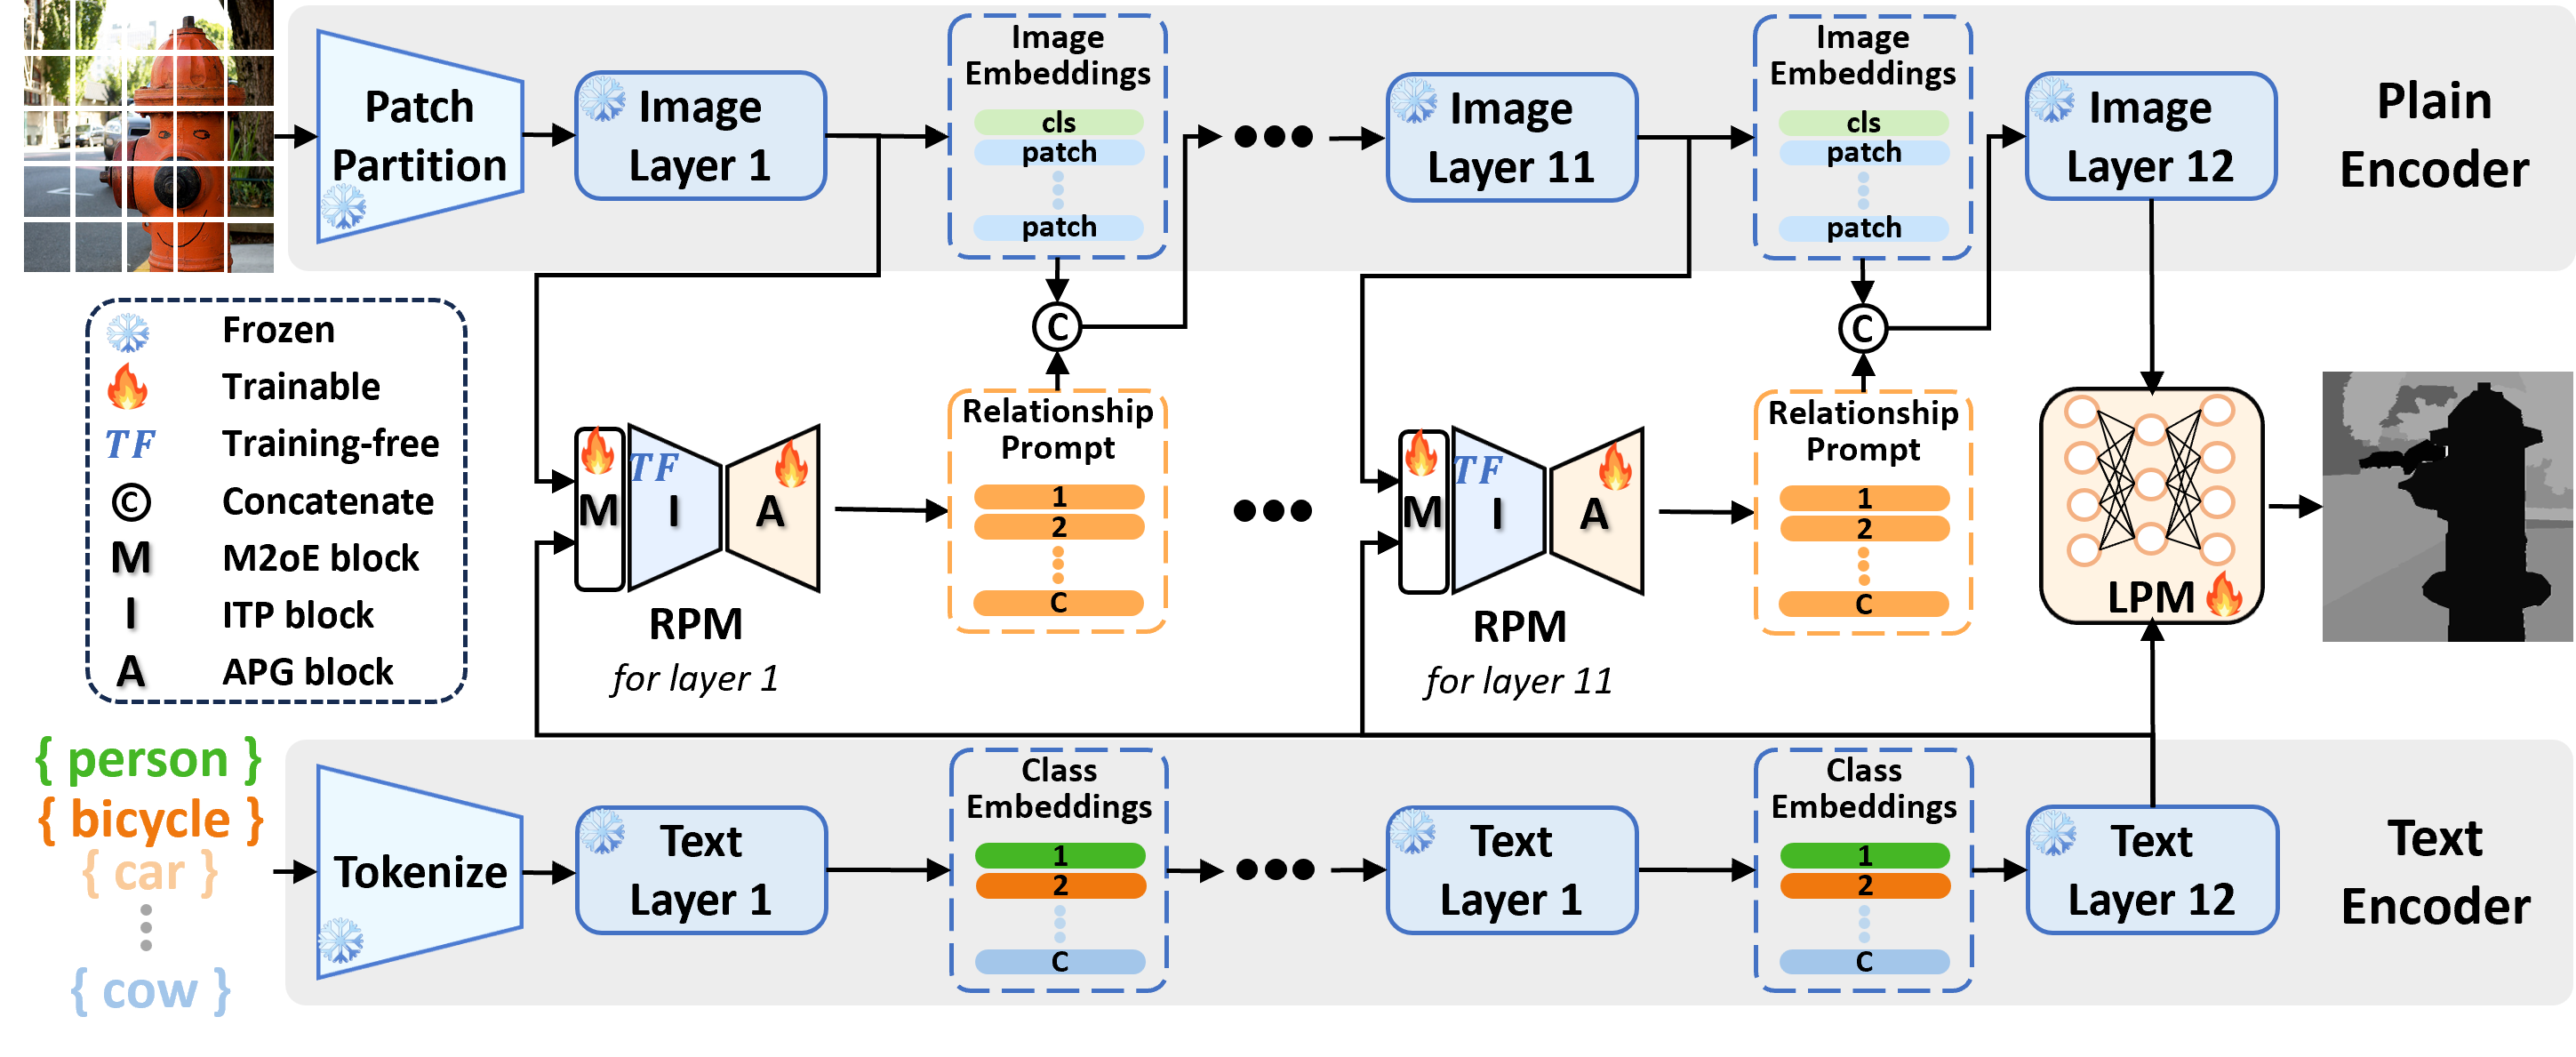 Patch
Partition
Image
Layer 1
Image
Embeddings
cls
patch
patch
Image
Layer 11
Image
Embeddings
cls
patch
patch
Image
Layer 12
Plain
Encoder
Frozen
Trainable
TF Training-free
C Concatenate
M M2oE block
I ITP block
A APG block
C
C
M
TF
I
A
RPM
for layer 1
Relationship
Prompt
1
2
C
M
TF
I
A
RPM
for layer 11
Relationship
Prompt
1
2
C
LPM
{ person }
{ bicycle }
{ car }
{ cow }
Tokenize
Text
Layer 1
Class
Embeddings
1
2
C
Text
Layer 1
Class
Embeddings
1
2
C
Text
Layer 12
Text
Encoder